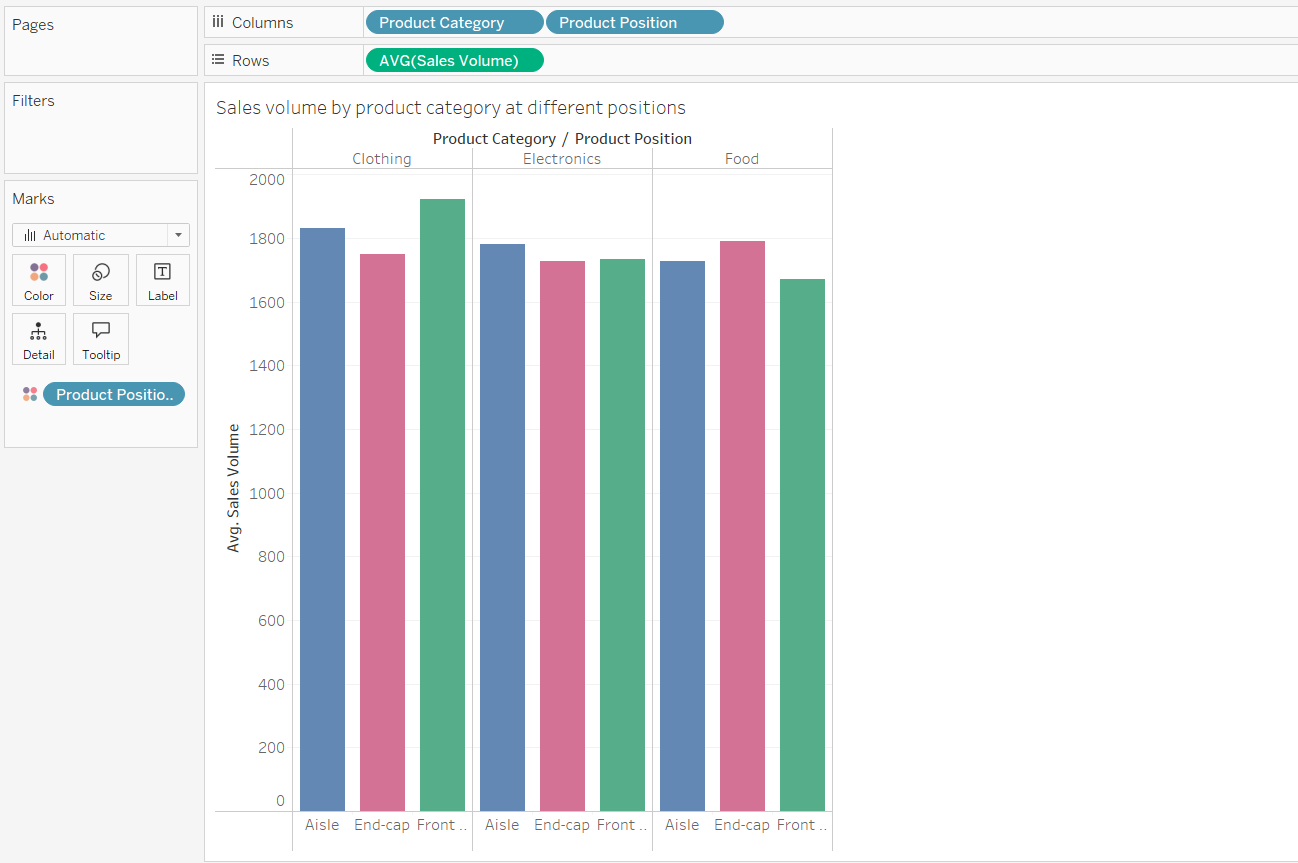 Pages
Columns
Product Category
Product Position
Rows
AVG(Sales Volume)
Filters
Marks
Automatic
Color
Size
Label
Detail
Tooltip
Product Positio..
Sales volume by product category at different positions
Product Category / Product Position
Clothing
Electronics
Food
Avg. Sales Volume
2000
1800
1600
1400
1200
1000
800
600
400
200
0
Aisle
End-cap
Front ..
Aisle
End-cap
Front ..
Aisle
End-cap
Front ..